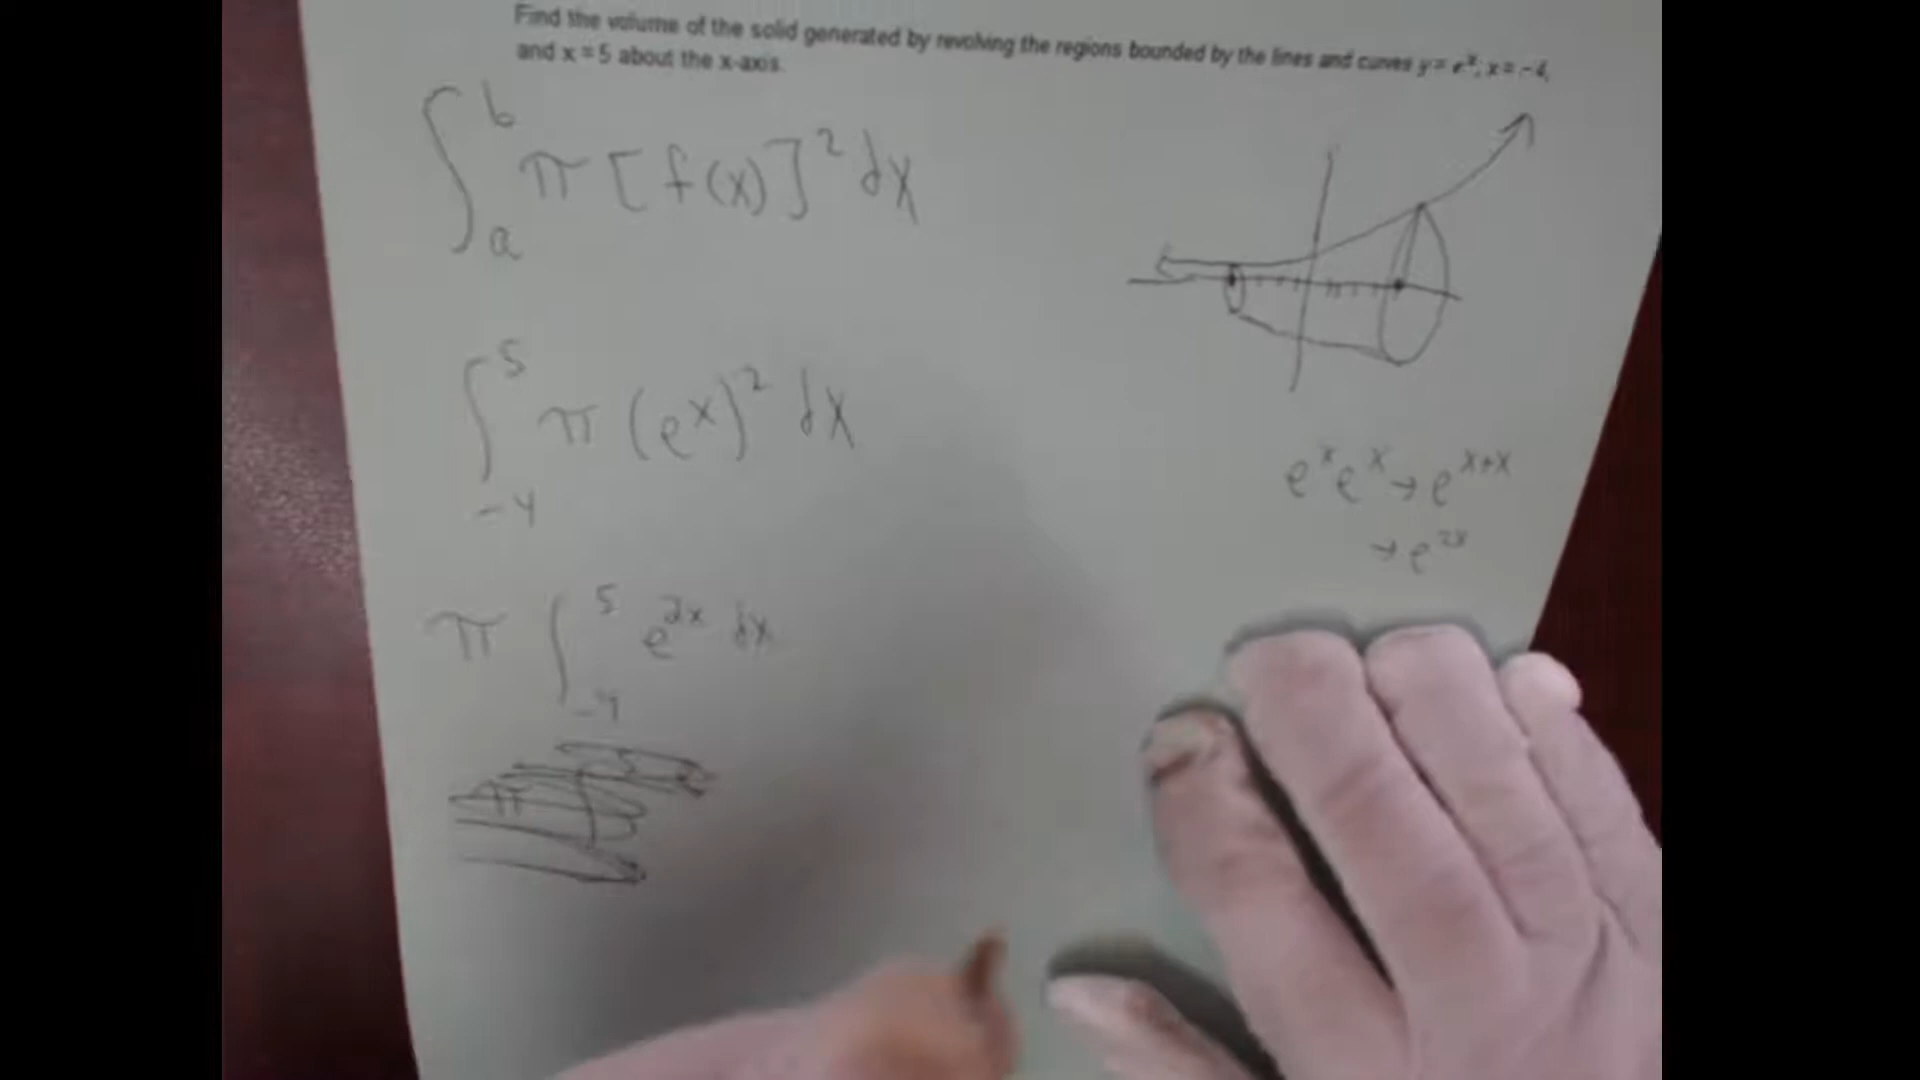 Find the volume of the solid generated by revolving the regions bounded by the lines and curves y = e^x; x = -4,
and x = 5 about the x-axis.
∫_a^b π [f(x)]^2 dx
∫_-4^5 π (e^x)^2 dx
e^x e^x → e^x+x
→ e^2x
π ∫_-4^5 e^2x dx